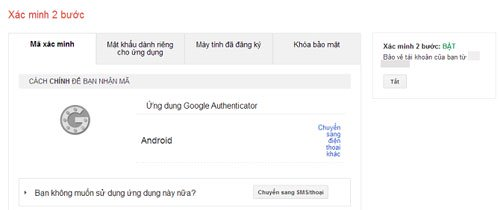 Xác minh 2 bước
Mã xác minh
Mật khẩu dành riêng
cho ứng dụng
Máy tính đã đăng ký
Khóa bảo mật
CÁCH CHÍNH ĐỂ BẠN NHẬN MÃ
Ứng dụng Google Authenticator
Android
Chuyển
sang
điện
thoại
khác
Bạn không muốn sử dụng ứng dụng này nữa?
Chuyển sang SMS/thoại
Xác minh 2 bước: BẬT
Bảo vệ tài khoản của bạn từ
Tắt